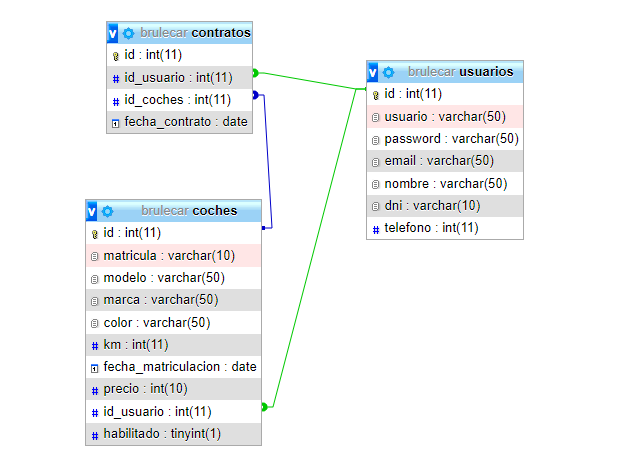 brulecar contratos
id : int(11)
id_usuario : int(11)
id_coches : int(11)
fecha_contrato : date
brulecar usuarios
id : int(11)
usuario : varchar(50)
password : varchar(50)
email : varchar(50)
nombre : varchar(50)
dni : varchar(10)
telefono : int(11)
brulecar coches
id : int(11)
matricula : varchar(10)
modelo : varchar(50)
marca : varchar(50)
color : varchar(50)
km : int(11)
fecha_matriculacion : date
precio : int(10)
id_usuario : int(11)
habilitado : tinyint(1)